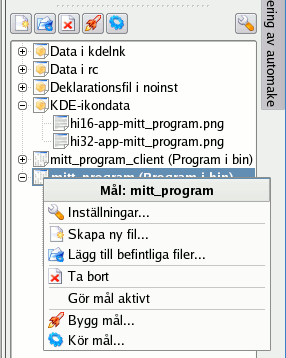 ering av automake
Data i kdelnk
Data i rc
Deklarationsfil i noinst
KDE-ikondata
hi16-app-mitt_program.png
hi32-app-mitt_program.png
mitt_program_client (Program i bin)
mitt_program (Program i bin)
Mål: mitt_program
Inställningar...
Skapa ny fil...
Lägg till befintliga filer...
Ta bort
Gör mål aktivt
Bygg mål...
Kör mål...